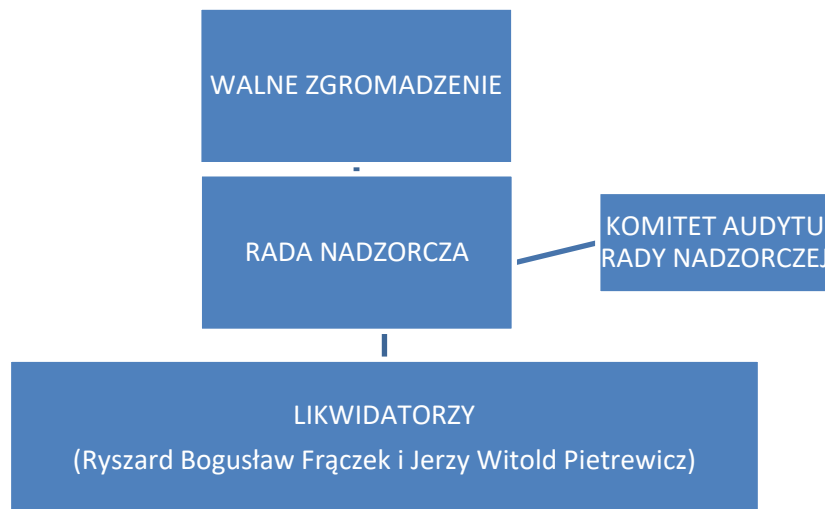 WALNE ZGROMADZENIE
RADA NADZORCZA
KOMITET AUDYTU
RADY NADZORCZEJ
LIKWIDATORZY
(Ryszard Bogusław Frączek i Jerzy Witold Pietrewicz)